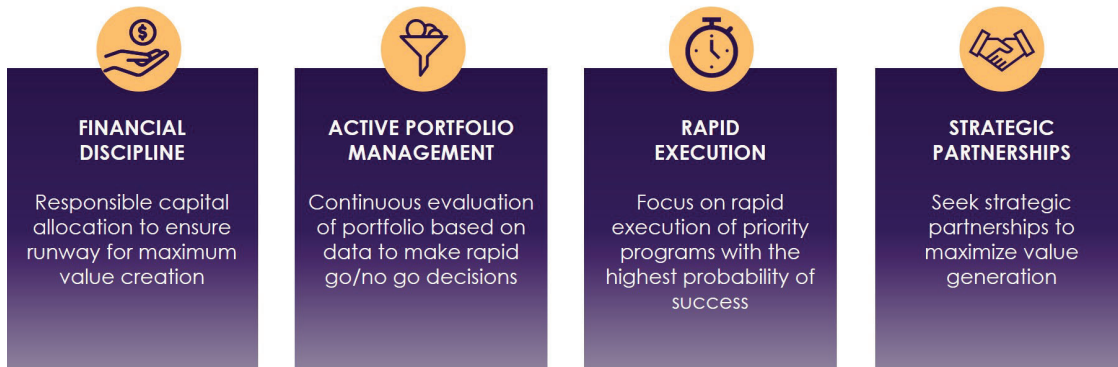 FINANCIAL
DISCIPLINE
Responsible capital
allocation to ensure
runway for maximum
value creation
ACTIVE PORTFOLIO
MANAGEMENT
Continuous evaluation
of portfolio based on
data to make rapid
go/no go decisions
RAPID
EXECUTION
Focus on rapid
execution of priority
programs with the
highest probability of
success
STRATEGIC
PARTNERSHIPS
Seek strategic
partnerships to
maximize value
generation